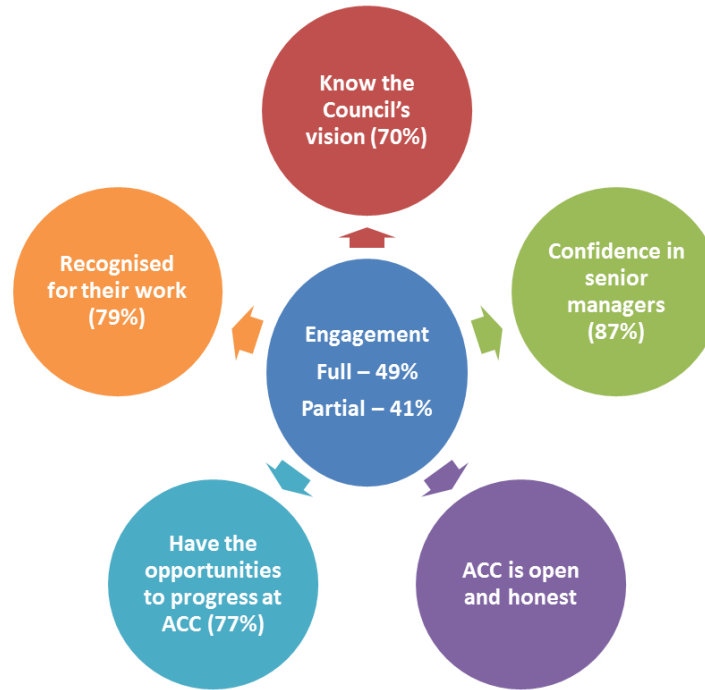 Know the
Council's
vision (70%)
Recognised
for their work
(79%)
Confidence in
senior
managers
(87%)
Engagement
Full – 49%
Partial – 41%
Have the
opportunities
to progress at
ACC (77%)
ACC is open
and honest